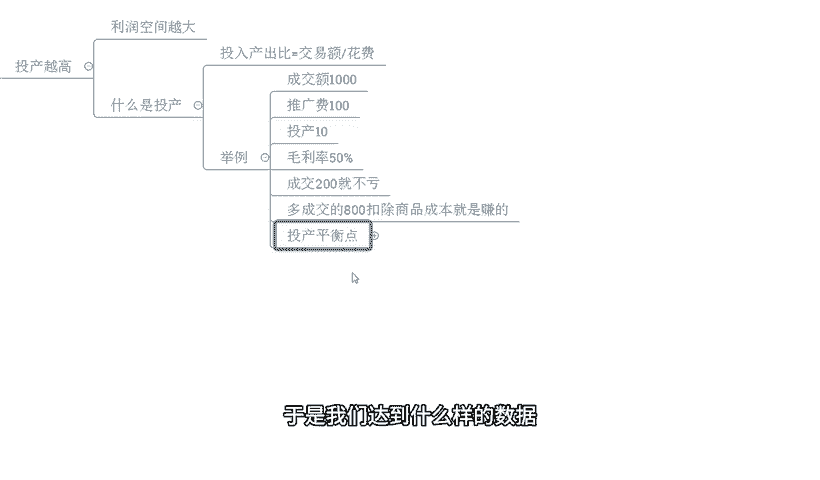 利润空间越大
投产越高
投入产出比=交易额/花费
什么是投产
成交额1000
推广费100
投产10
举例
毛利率50%
成交200就不亏
多成交的800扣除商品成本就是赚的
投产平衡点
于是我们达到什么样的数据